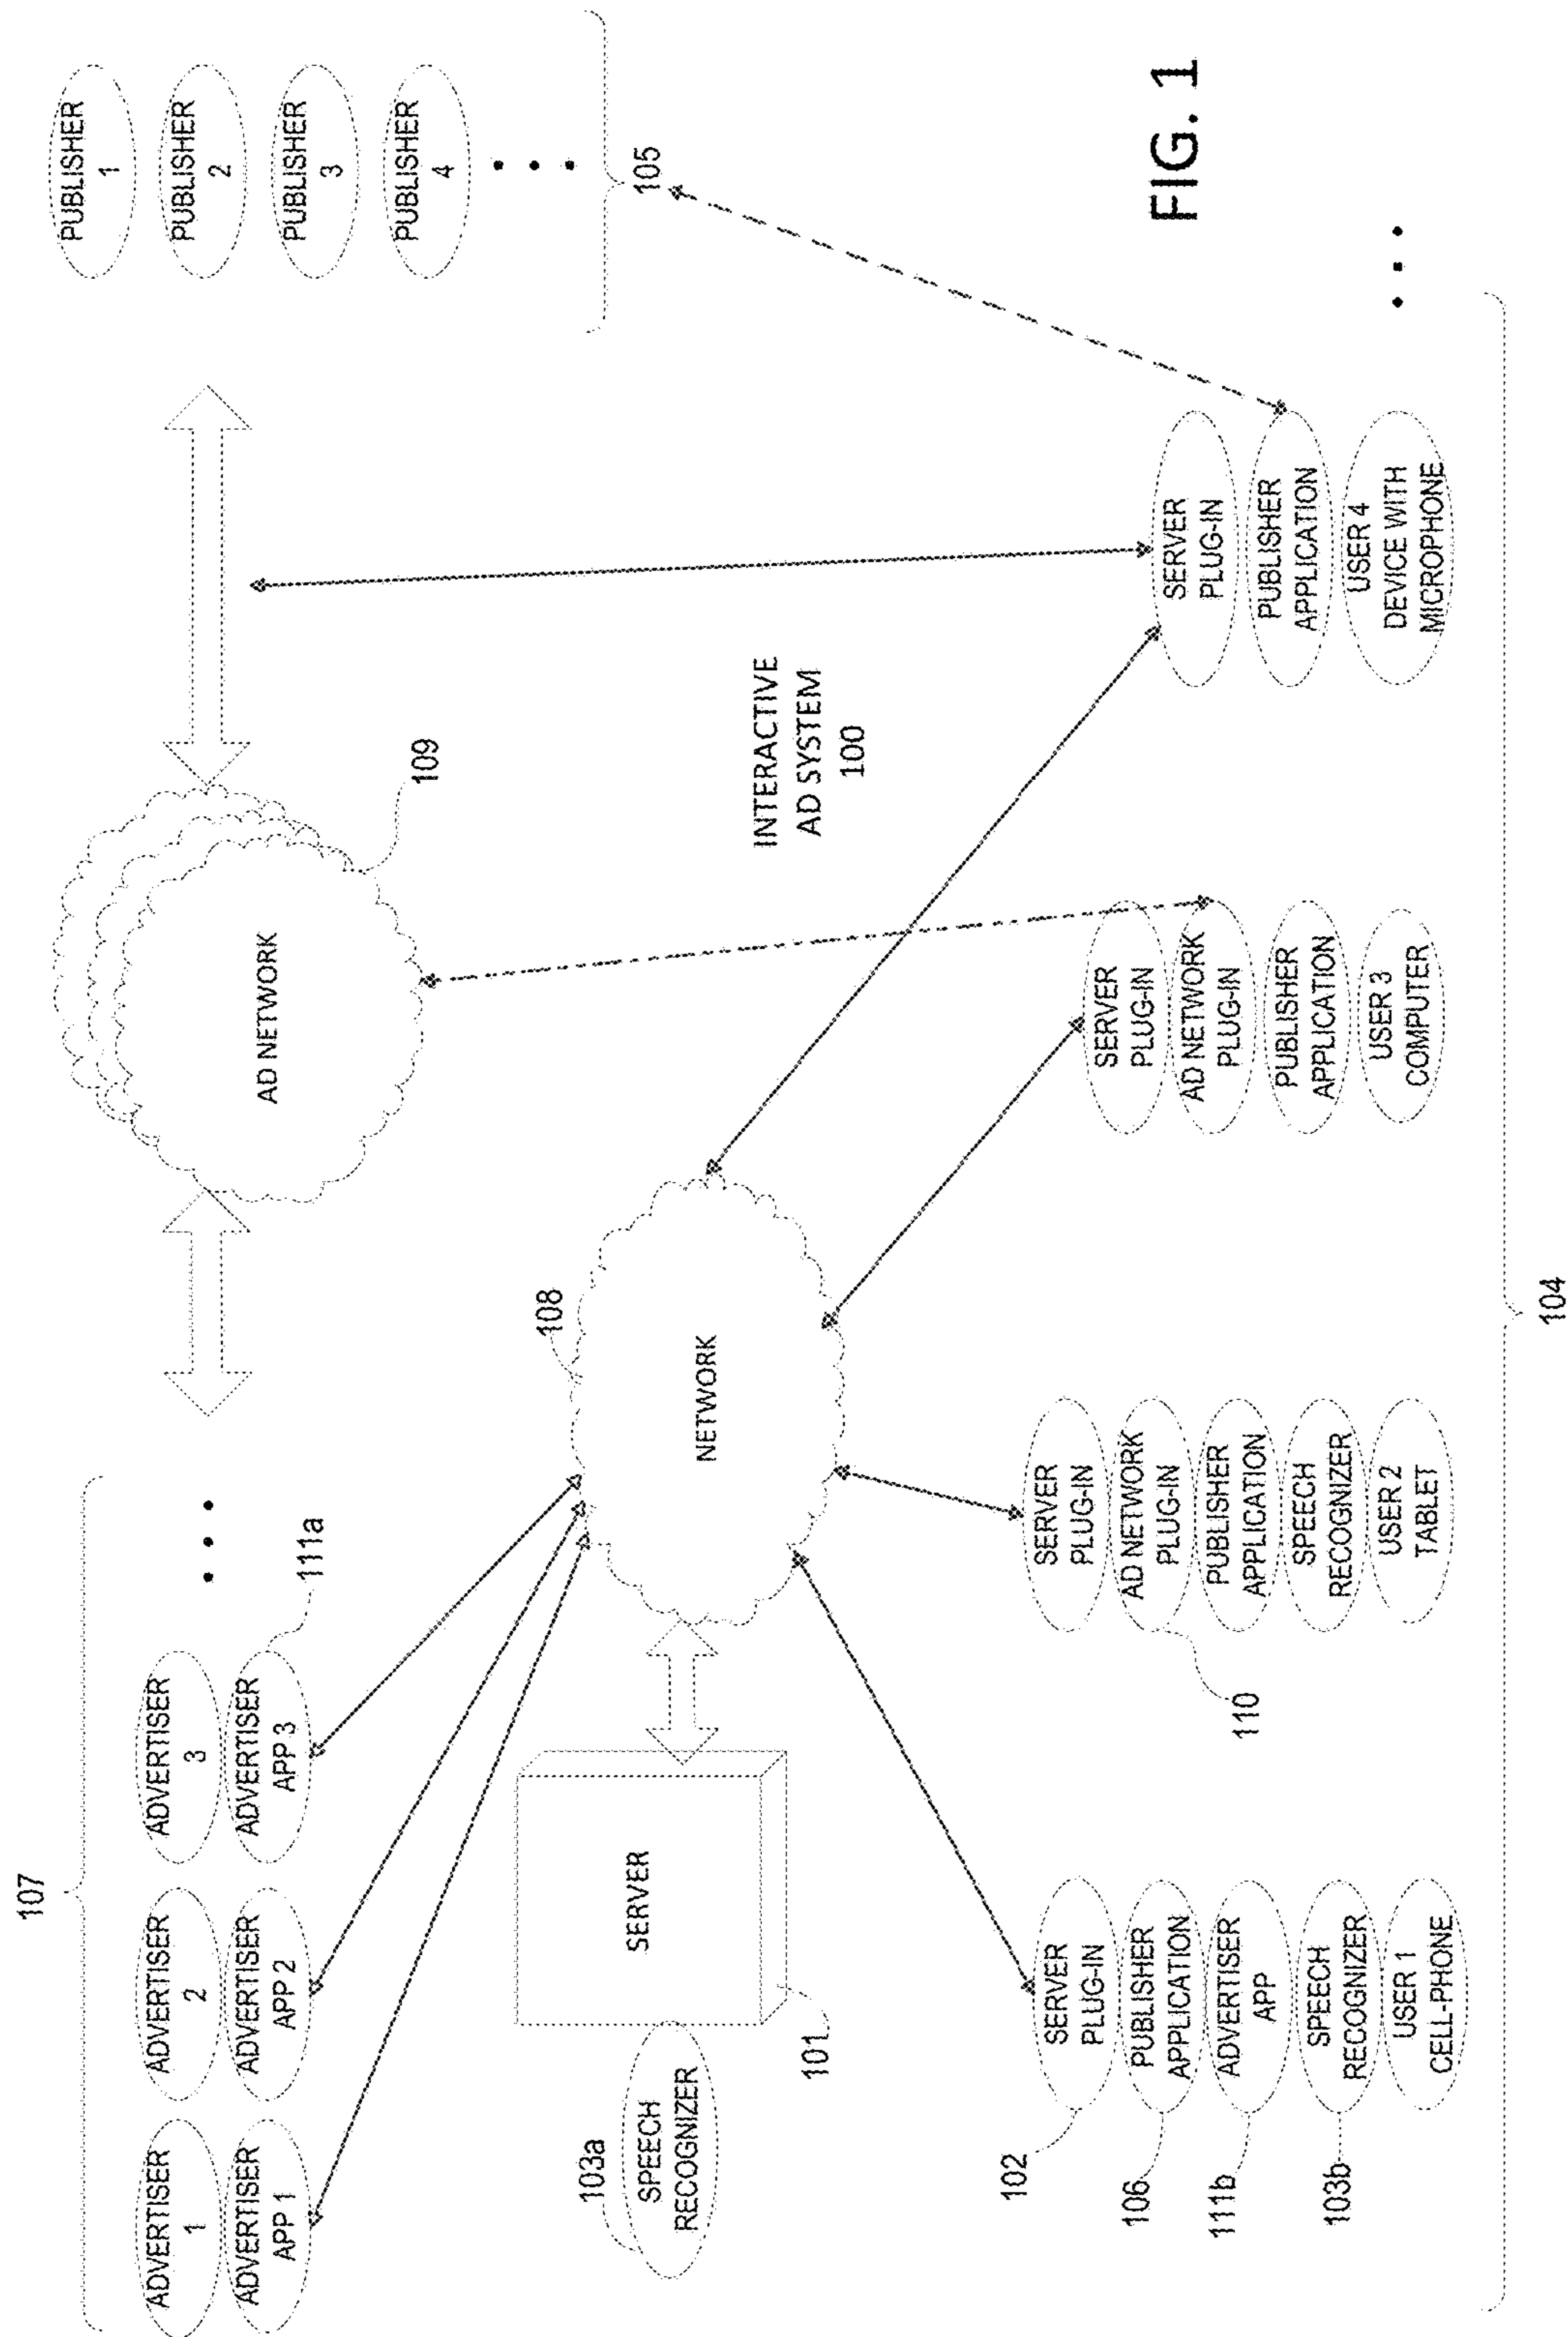 107
ADVERTISER
1
ADVERTISER
APP 1
ADVERTISER
2
ADVERTISER
APP 2
ADVERTISER
3
ADVERTISER
APP 3
111a
AD NETWORK
109
PUBLISHER
1
PUBLISHER
2
PUBLISHER
3
PUBLISHER
4
105
103a
SPEECH
RECOGNIZER
SERVER
101
108
NETWORK
INTERACTIVE
AD SYSTEM
100
102
106
111b
103b
SERVER
PLUG-IN
PUBLISHER
APPLICATION
ADVERTISER
APP
SPEECH
RECOGNIZER
USER 1
CELL-PHONE
110
SERVER
PLUG-IN
AD NETWORK
PLUG-IN
PUBLISHER
APPLICATION
SPEECH
RECOGNIZER
USER 2
TABLET
SERVER
PLUG-IN
AD NETWORK
PLUG-IN
PUBLISHER
APPLICATION
USER 3
COMPUTER
SERVER
PLUG-IN
PUBLISHER
APPLICATION
USER 4
DEVICE WITH
MICROPHONE
104
FIG. 1